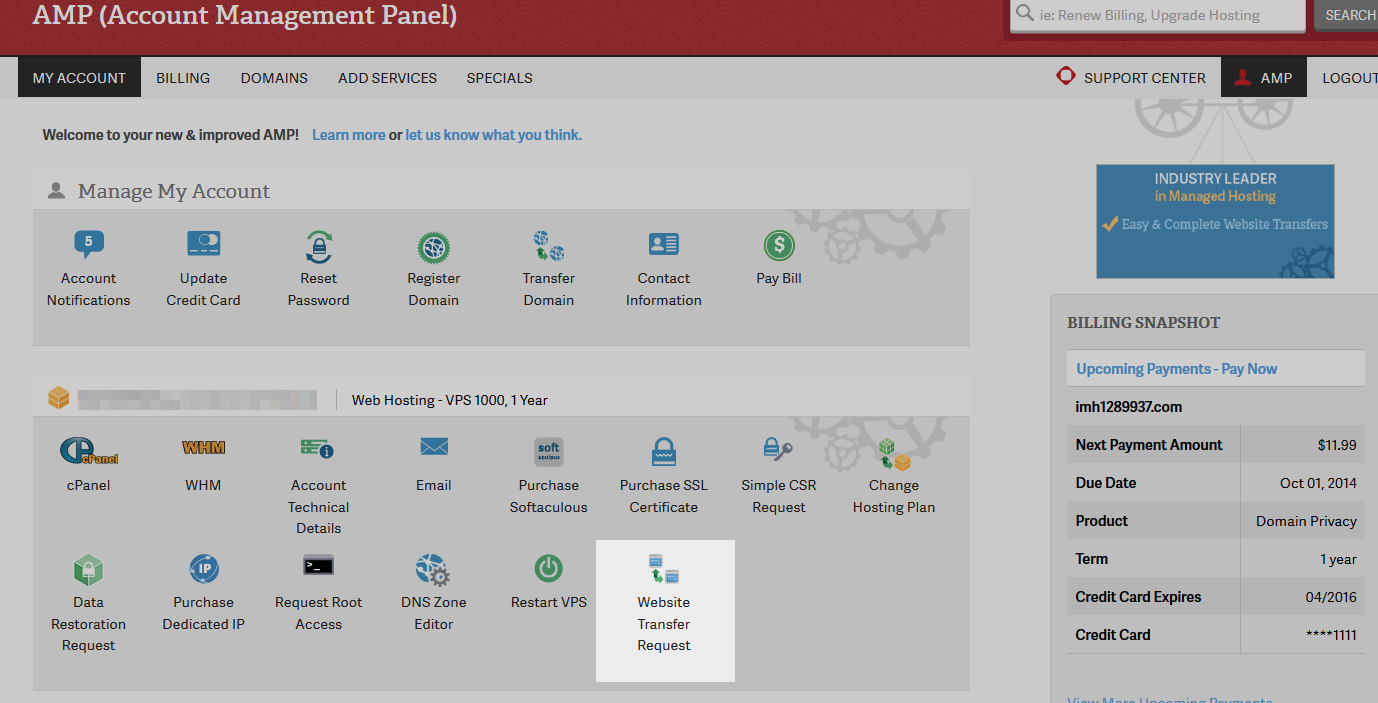 AMP (Account Management Panel)
ie: Renew Billing, Upgrade Hosting
SEARCH
MY ACCOUNT
BILLING
DOMAINS
ADD SERVICES
SPECIALS
SUPPORT CENTER
AMP
LOGOUT
Welcome to your new & improved AMP! Learn more or let us know what you think.
INDUSTRY LEADER
in Managed Hosting
Easy & Complete Website Transfers
Manage My Account
5
Account
Notifications
Update
Credit Card
Reset
Password
Register
Domain
Transfer
Domain
Contact
Information
$
Pay Bill
Web Hosting - VPS 1000, 1 Year
cPanel
cPanel
WHM
WHM
Account
Technical
Details
Email
soft
aculous
Purchase
Softaculous
Purchase SSL
Certificate
Simple CSR
Request
Change
Hosting Plan
Data
Restoration
Request
IP
Purchase
Dedicated IP
>_
Request Root
Access
DNS Zone
Editor
Restart VPS
Website
Transfer
Request
BILLING SNAPSHOT
Upcoming Payments - Pay Now
imh1289937.com
Next Payment Amount $11.99
Due Date Oct 01, 2014
Product Domain Privacy
Term 1 year
Credit Card Expires 04/2016
Credit Card ****1111
View More Upcoming Payments